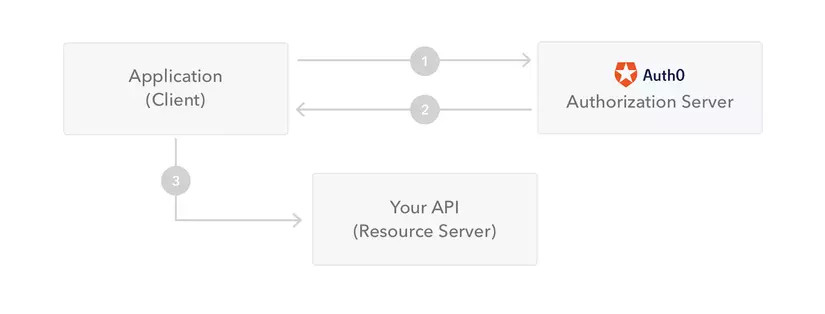 Application
(Client)
1
Auth0
Authorization Server
2
3
Your API
(Resource Server)